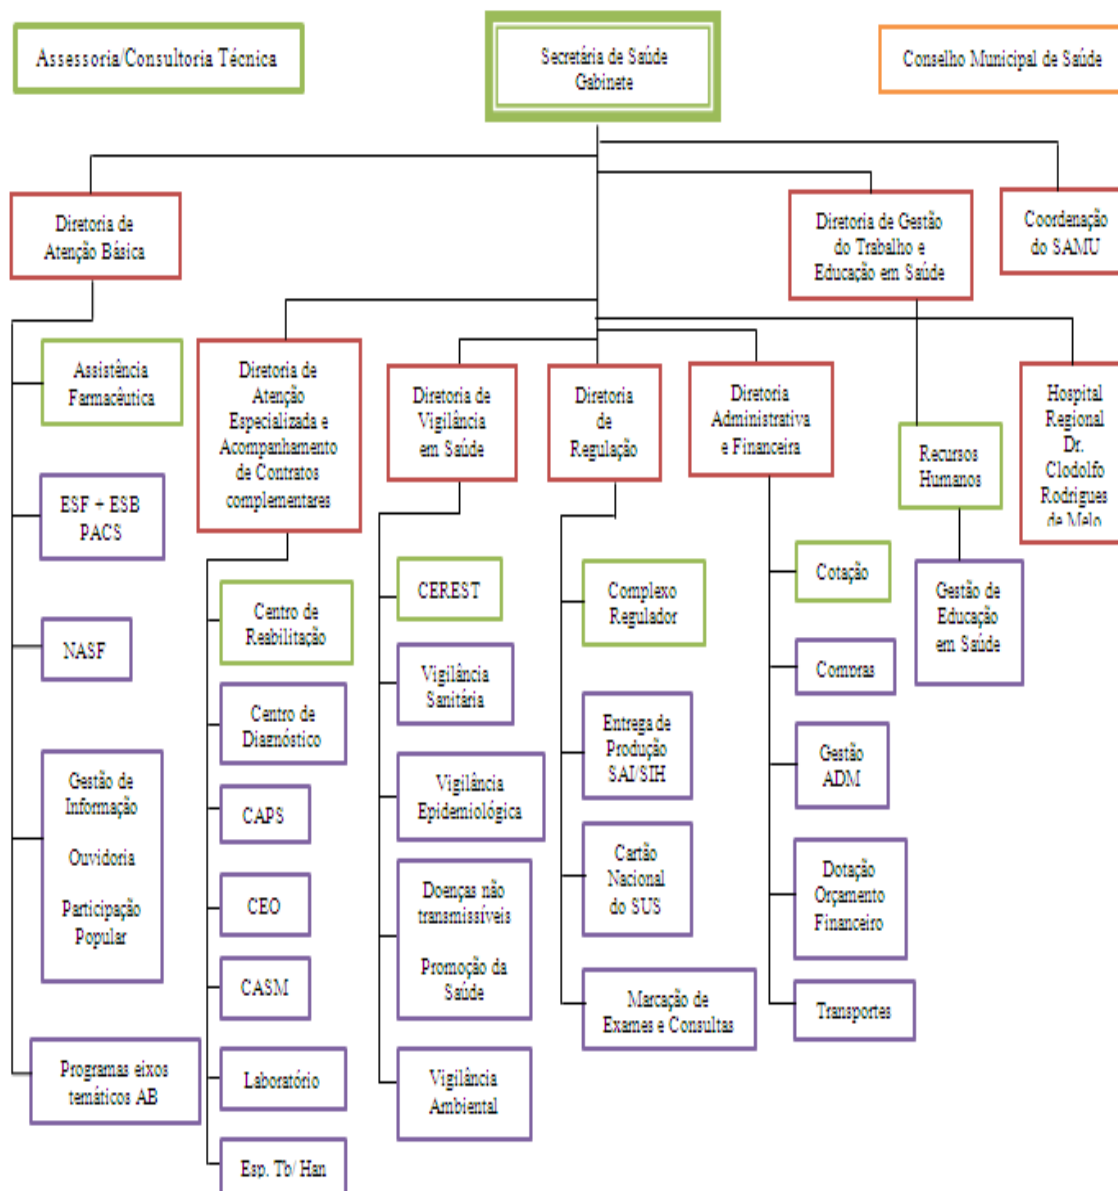 Assessoria/Consultoria Técnica
Secretária de Saúde
Gabinete
Conselho Municipal de Saúde
Diretoria de
Atenção Básica
Diretoria de Gestão
do Trabalho e
Educação em Saúde
Coordenação
do SAMU
Assistência
Farmacêutica
ESF + ESB
PACS
NASF
Gestão de
Informação
Ouvidoria
Participação
Popular
Programas eixos
temáticos AB
Diretoria de
Atenção
Especializada e
Acompanhamento
de Contratos
complementares
Centro de
Reabilitação
Centro de
Diagnóstico
CAPS
CEO
CASM
Laboratório
Esp. Tb/ Han
Diretoria de
Vigilância
em Saúde
CEREST
Vigilância
Sanitária
Vigilância
Epidemiológica
Doenças não
transmissíveis
Promoção da
Saúde
Vigilância
Ambiental
Diretoria
de
Regulação
Complexo
Regulador
Entrega de
Produção
SAI/SIH
Cartão
Nacional
do SUS
Marcação de
Exames e Consultas
Diretoria
Administrativa
e Financeira
Cotação
Compras
Gestão
ADM
Dotação
Orçamento
Financeiro
Transportes
Recursos
Humanos
Gestão de
Educação
em Saúde
Hospital
Regional
Dr.
Clodolfo
Rodrigues
de Melo